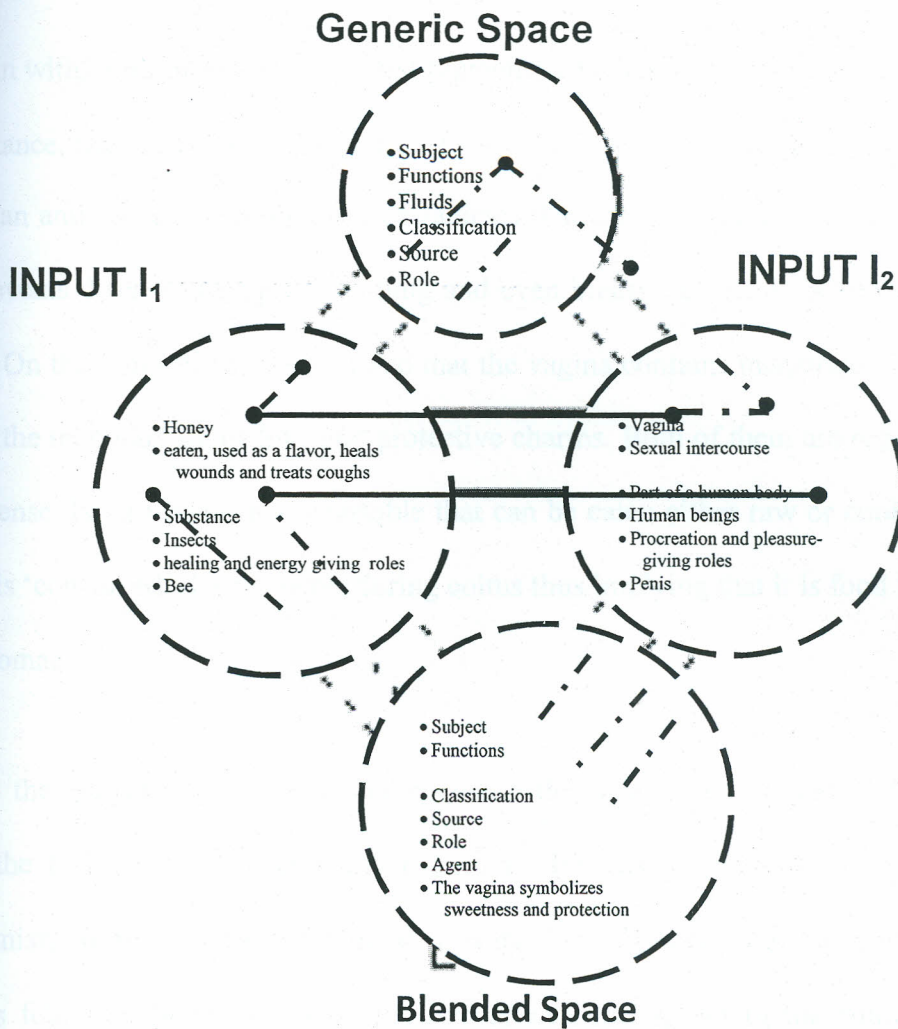 Generic Space
• Subject
• Functions
• Fluids
• Classification
• Source
• Role
INPUT I₁
INPUT I₂
• Honey
• eaten, used as a flavor, heals
wounds and treats coughs
• Substance
• Insects
• healing and energy giving roles
• Bee
• Vagina
• Sexual intercourse
• Part of a human body
• Human beings
• Procreation and pleasure-
giving roles
• Penis
• Subject
• Functions
• Classification
• Source
• Role
• Agent
• The vagina symbolizes
sweetness and protection
Blended Space